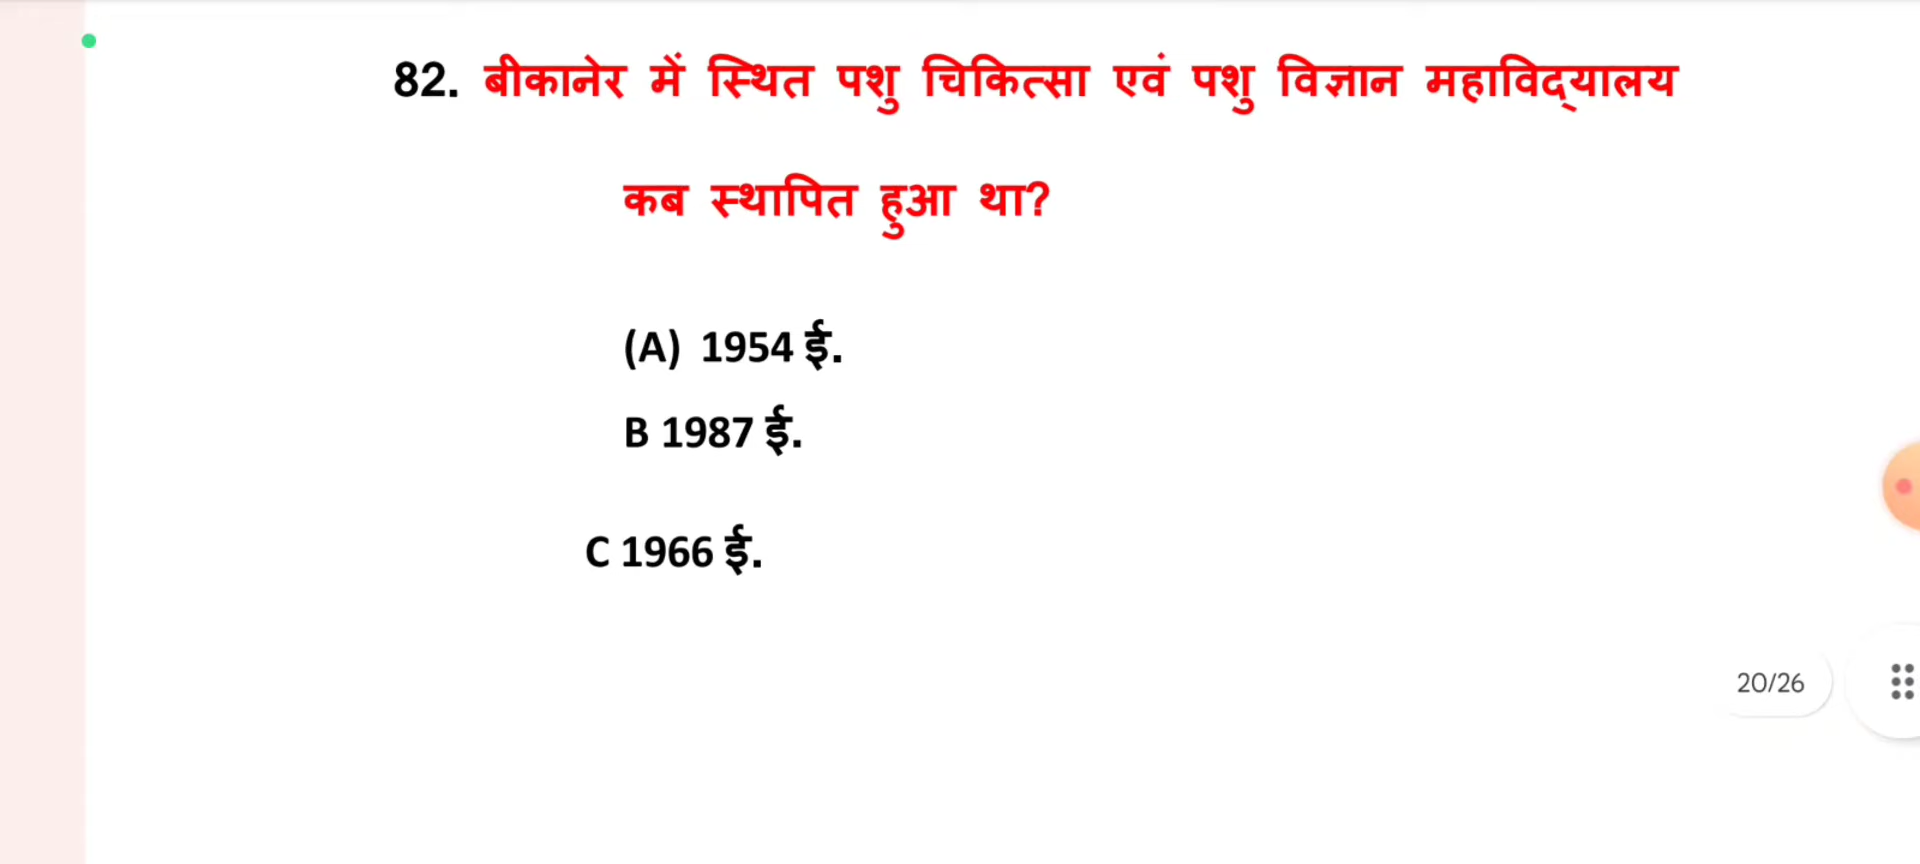 82. बीकानेर में स्थित पशु चिकित्सा एवं पशु विज्ञान महाविद्यालय
कब स्थापित हुआ था?
(A) 1954 ई.
B 1987 ई.
C 1966 ई.
20/26